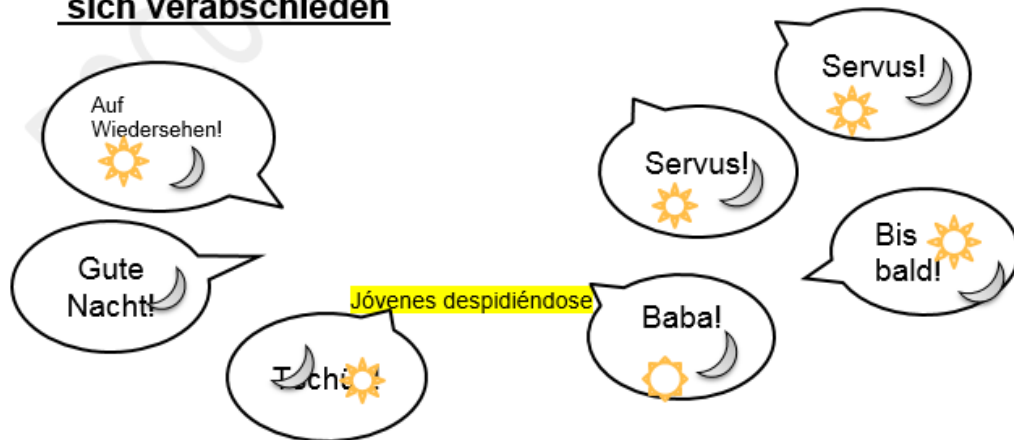 sich verabschieden
Servus!
Auf
Wiedersehen!
Servus!
Bis
bald!
Gute
Nacht!
Jóvenes despidiéndose
Baba!